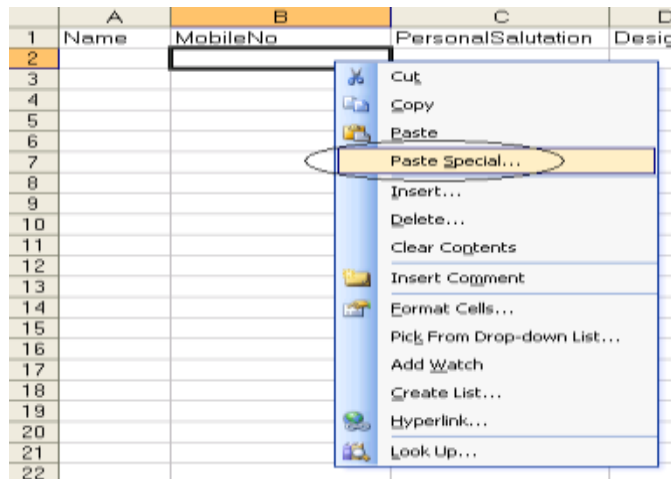 A B C D
1 Name MobileNo PersonalSalutation Desig
2
3 Cut
4 Copy
5
6 Paste
7 Paste Special...
8 Insert...
9
10 Delete...
11 Clear Contents
12
13 Insert Comment
14 Format Cells...
15 Pick From Drop-down List...
16
17 Add Watch
18 Create List...
19 Hyperlink...
20
21 Look Up...
22